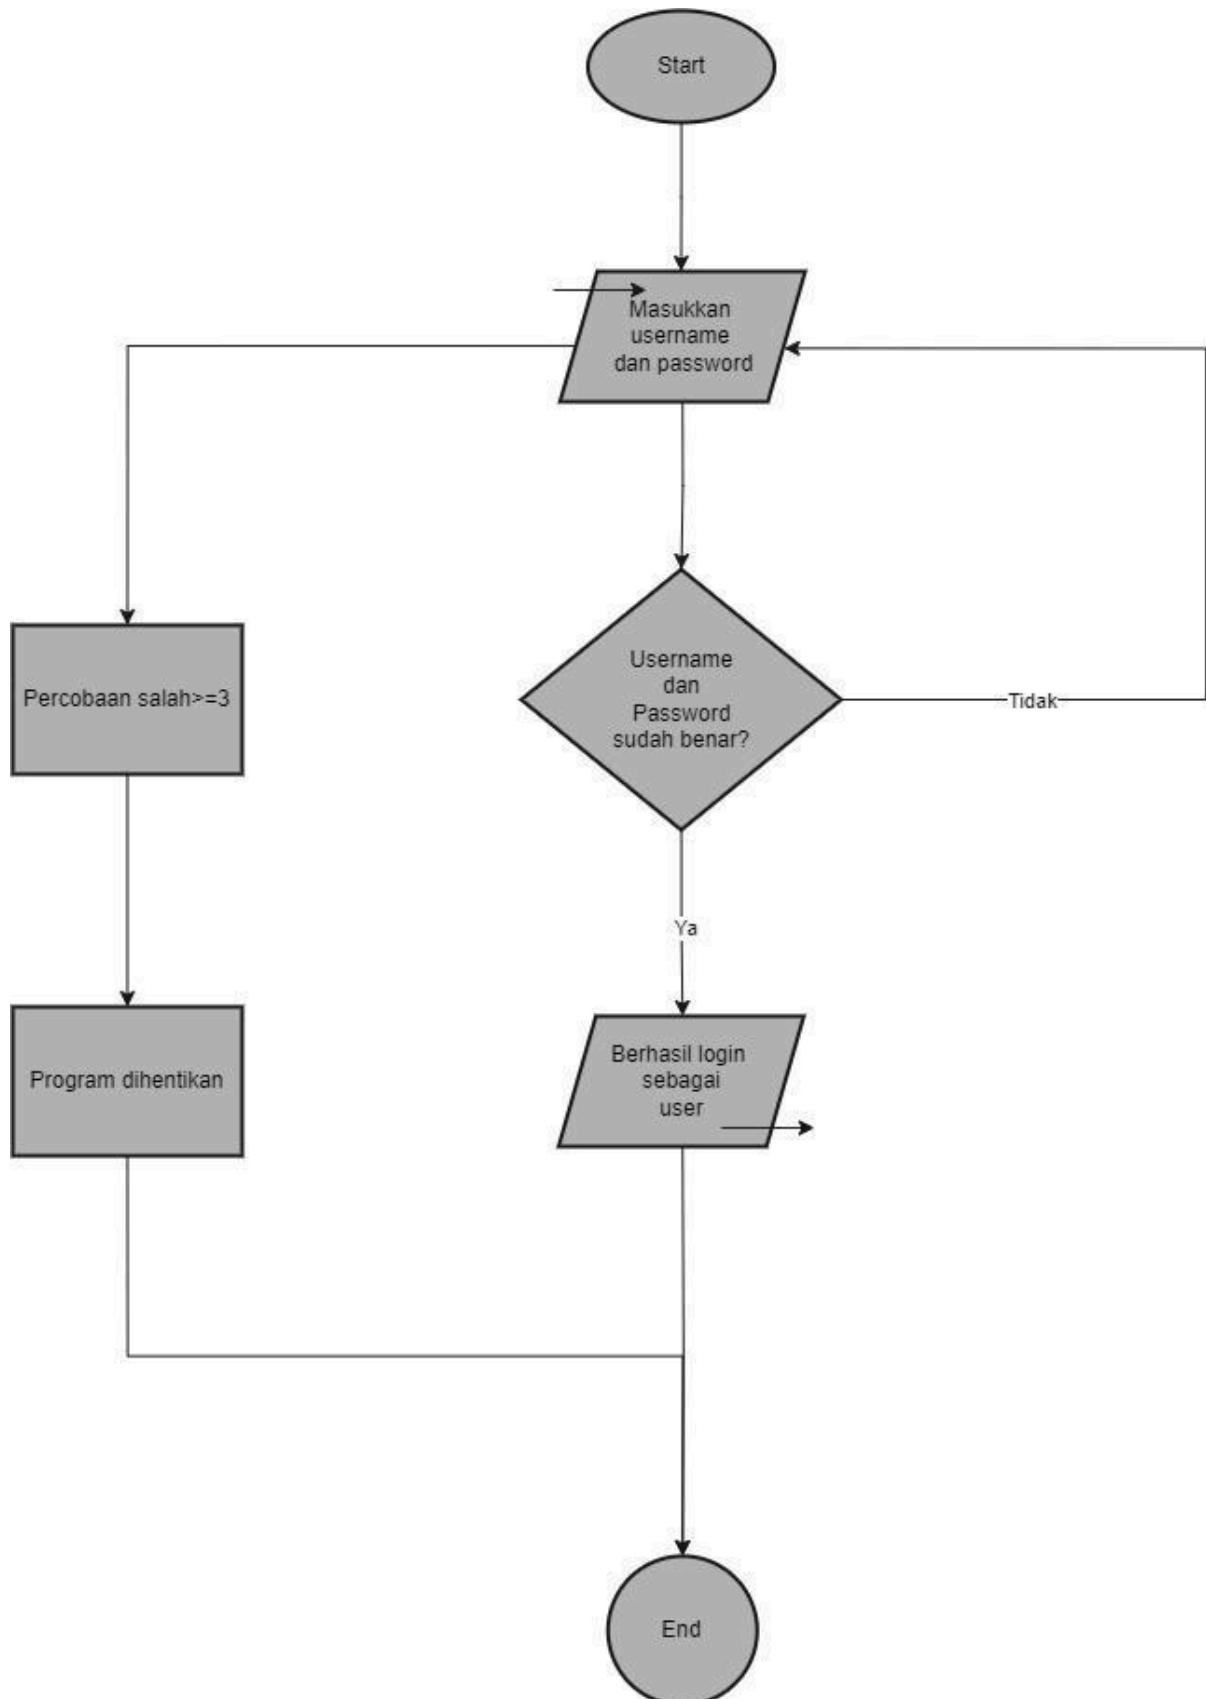 Start
Masukkan
username
dan password
Percobaan salah>=3
Username
dan
Password
sudah benar?
Tidak
Ya
Program dihentikan
Berhasil login
sebagai
user
End